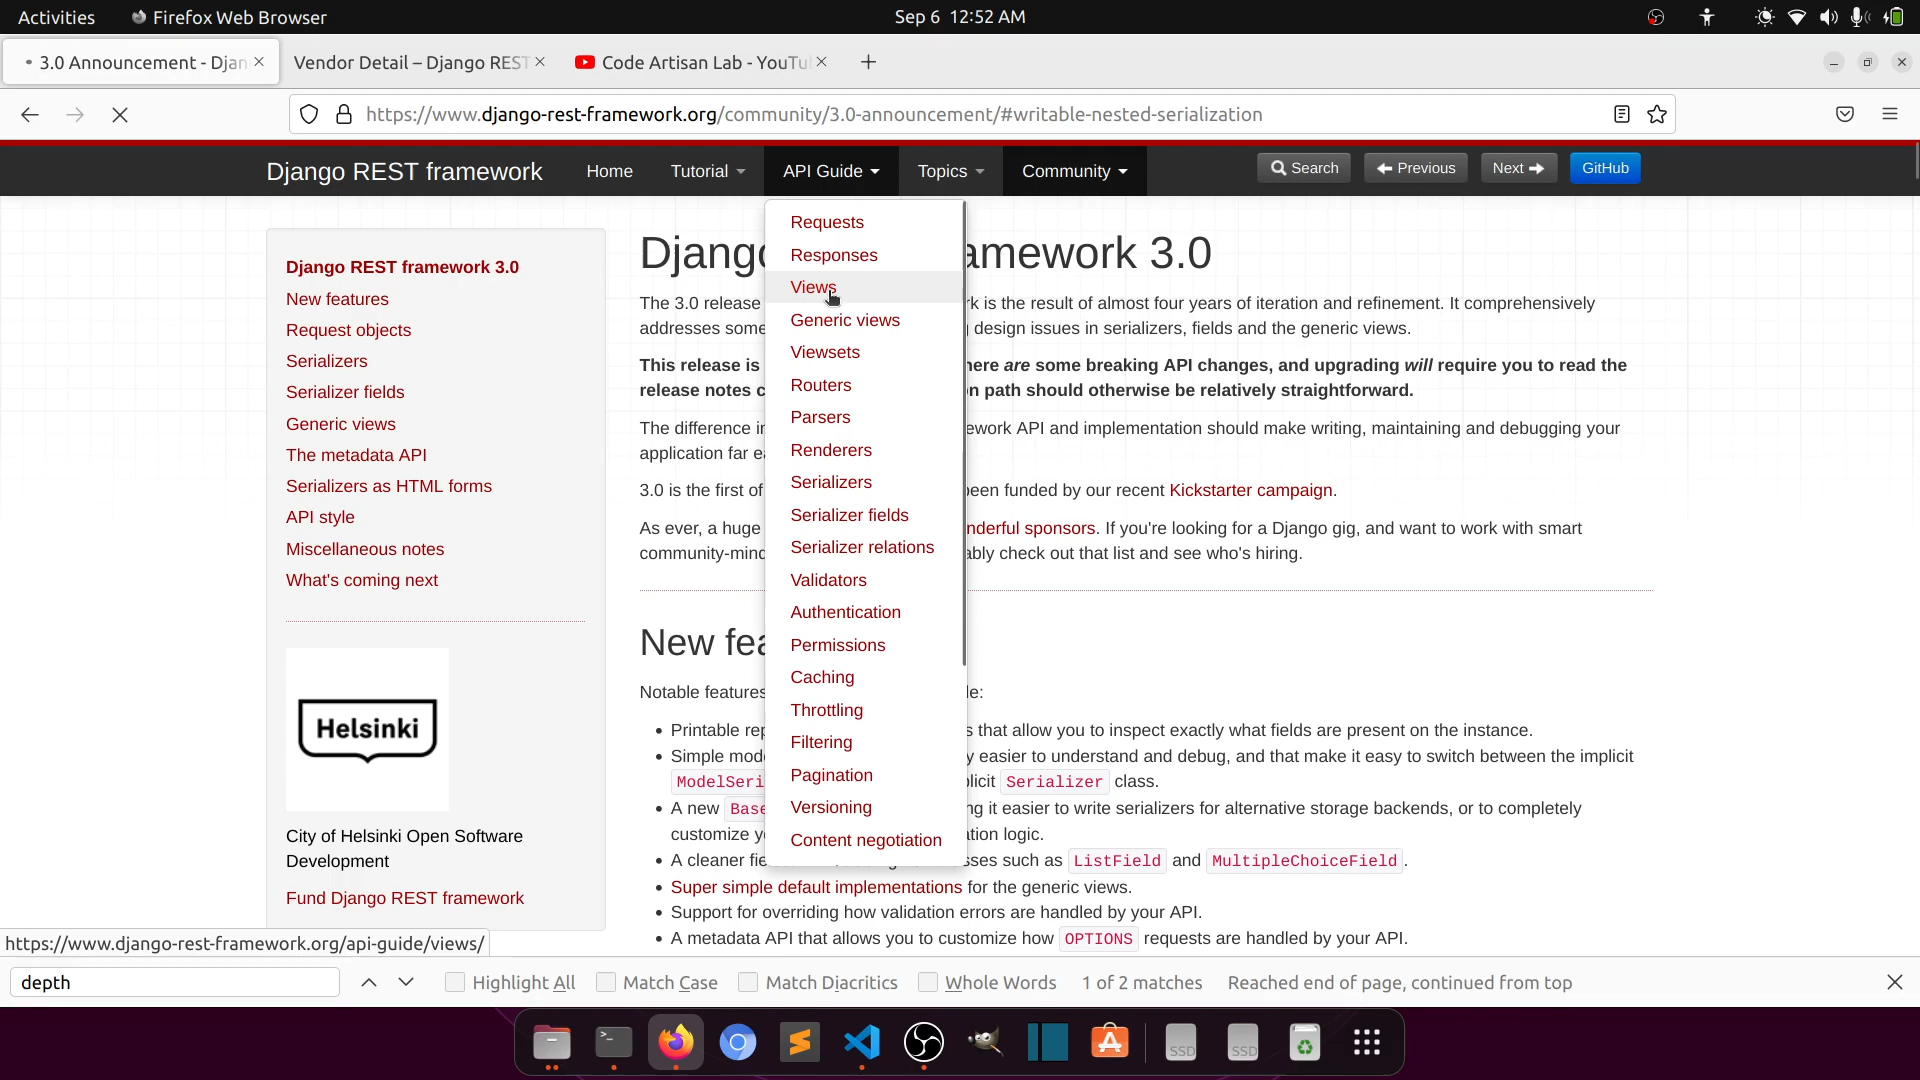 Activities
Firefox Web Browser
Sep 6 12:52 AM
3.0 Announcement - Djan
Vendor Detail – Django REST
Code Artisan Lab - YouTu
https://www.django-rest-framework.org/community/3.0-announcement/#writable-nested-serialization
Django REST framework
Home
Tutorial
API Guide
Topics
Community
Search
Previous
Next
GitHub
Requests
Responses
Views
Generic views
Viewsets
Routers
Parsers
Renderers
Serializers
Serializer fields
Serializer relations
Validators
Authentication
Permissions
Caching
Throttling
Filtering
Pagination
Versioning
Content negotiation
Django REST framework 3.0
New features
Request objects
Serializers
Serializer fields
Generic views
The metadata API
Serializers as HTML forms
API style
Miscellaneous notes
What's coming next
Helsinki
City of Helsinki Open Software
Development
Fund Django REST framework
Django amework 3.0
The 3.0 release rk is the result of almost four years of iteration and refinement. It comprehensively
addresses some design issues in serializers, fields and the generic views.
This release is here are some breaking API changes, and upgrading will require you to read the
release notes c n path should otherwise be relatively straightforward.
The difference in ework API and implementation should make writing, maintaining and debugging your
application far ea
3.0 is the first of been funded by our recent Kickstarter campaign.
As ever, a huge nderful sponsors. If you're looking for a Django gig, and want to work with smart
community-mind ably check out that list and see who's hiring.
New fea
Notable features le:
• Printable rep s that allow you to inspect exactly what fields are present on the instance.
• Simple mode y easier to understand and debug, and that make it easy to switch between the implicit
ModelSeri plicit Serializer class.
• A new Base ng it easier to write serializers for alternative storage backends, or to completely
customize yo ation logic.
• A cleaner fie sses such as ListField and MultipleChoiceField.
• Super simple default implementations for the generic views.
• Support for overriding how validation errors are handled by your API.
• A metadata API that allows you to customize how OPTIONS requests are handled by your API.
https://www.django-rest-framework.org/api-guide/views/
depth
Highlight All
Match Case
Match Diacritics
Whole Words
1 of 2 matches
Reached end of page, continued from top
SSD
SSD